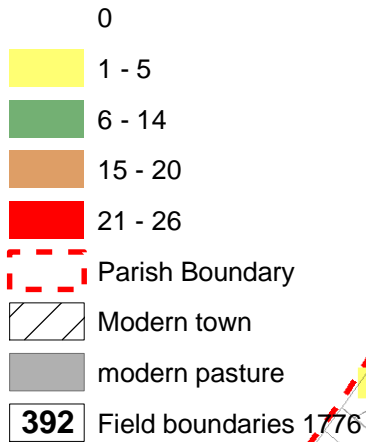 0
1 - 5
6 - 14
15 - 20
21 - 26
Parish Boundary
Modern town
modern pasture
392 Field boundaries 1776